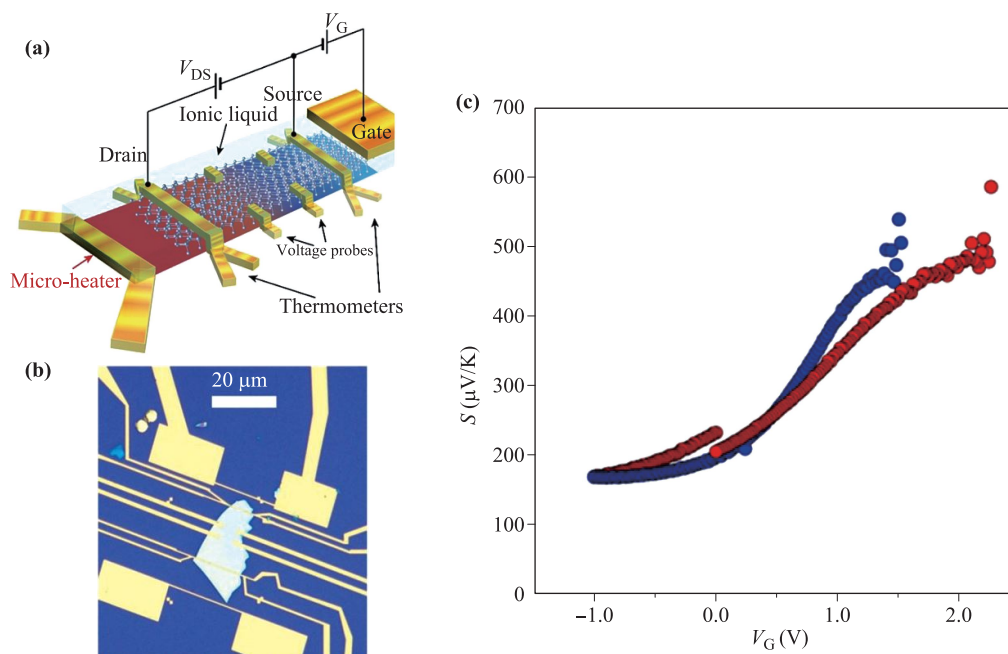 (a)
V_G
V_DS
Source
Ionic liquid
Gate
Drain
Voltage probes
Micro-heater
Thermometers
(b)
20 μm
(c)
700
600
500
400
300
200
100
0
S (μV/K)
−1.0
0.0
1.0
2.0
V_G (V)